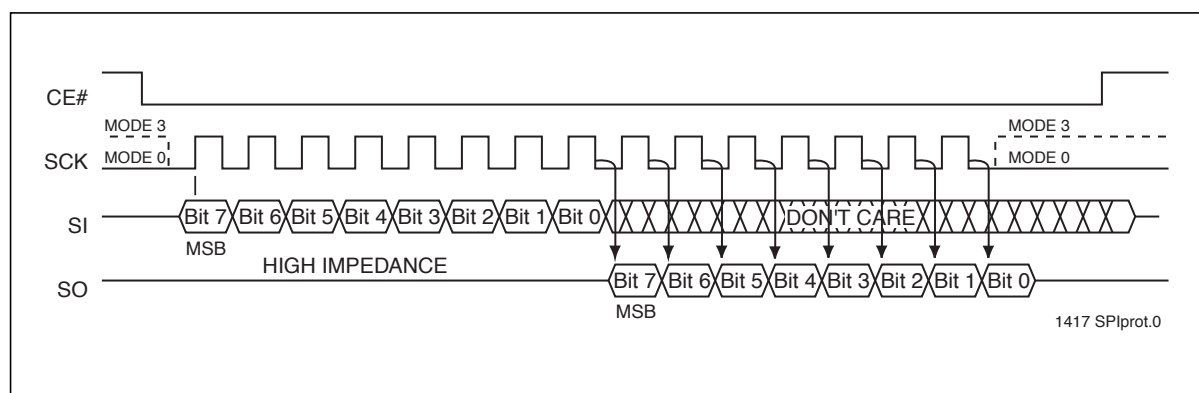 CE#
MODE 3
MODE 3
SCK
MODE 0
MODE 0
SI
Bit 7 Bit 6 Bit 5 Bit 4 Bit 3 Bit 2 Bit 1 Bit 0
DON'T CARE
MSB
HIGH IMPEDANCE
SO
Bit 7 Bit 6 Bit 5 Bit 4 Bit 3 Bit 2 Bit 1 Bit 0
MSB
1417 SPIprot.0